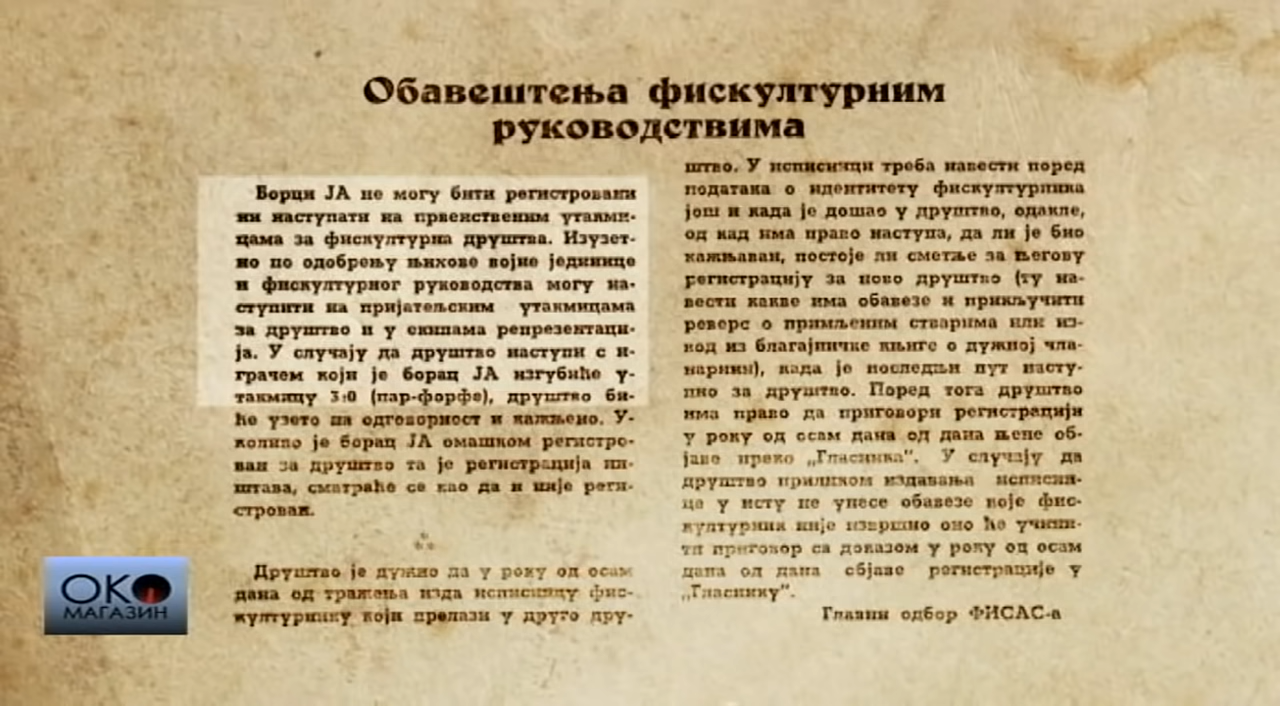 Обавештења фискултурним
руководствима
Борци ЈА не могу бити регистровани
ни наступати на првенственим утакми-
цама за фискултурна друштва. Изузет-
но по одобрењу њихове војне јединице
и фискултурног руководства могу на-
ступити на пријатељским утакмицама
за друштво и у екипама репрезентаци-
ја. У случају да друштво наступи с и-
грачем који је борац ЈА изгубиће у-
такмицу 3:0 (пар-форфе), друштво би-
ће узето на одговорност и кажњено. У-
колико је борац ЈА омашком регистро-
ван за друштво та је регистрација ни-
штава, сматраће се као да и није реги-
строван.
Друштво је дужно да у року од осам
дана од тражења изда исписницу фис-
културнику који прелази у друго дру-
штво. У исписници треба навести поред
података о идентитету фискултурника
још и када је дошао у друштво, одакле,
од кад има право наступа, да ли је био
кажњаван, постоје ли сметње за његову
регистрацију за ново друштво (ту на-
вести какве има обавезе и прикључити
реверс о примљеним стварима или из-
вод из благајничке књиге о дужној чла-
нарини), када је последњи пут насту-
пио за друштво. Поред тога друштво
има право да приговори регистрацији
у року од осам дана од дана њене об-
јаве преко „Гласника“. У случају да
друштво приликом издавања исписни-
це у исту не унесе обавезе које фис-
културник није извршио оно ће учини-
ти приговор са доказом у року од осам
дана од дана објаве регистрације у
„Гласнику“.
Главни одбор ФИСАС-а
ОКО
МАГАЗИН